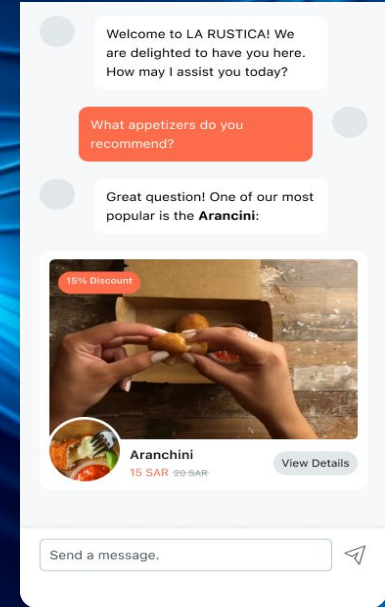 Welcome to LA RUSTICA! We
are delighted to have you here.
How may I assist you today?
What appetizers do you
recommend?
Great question! One of our most
popular is the Arancini:
15% Discount
Aranchini
15 SAR 20 SAR
View Details
Send a message.